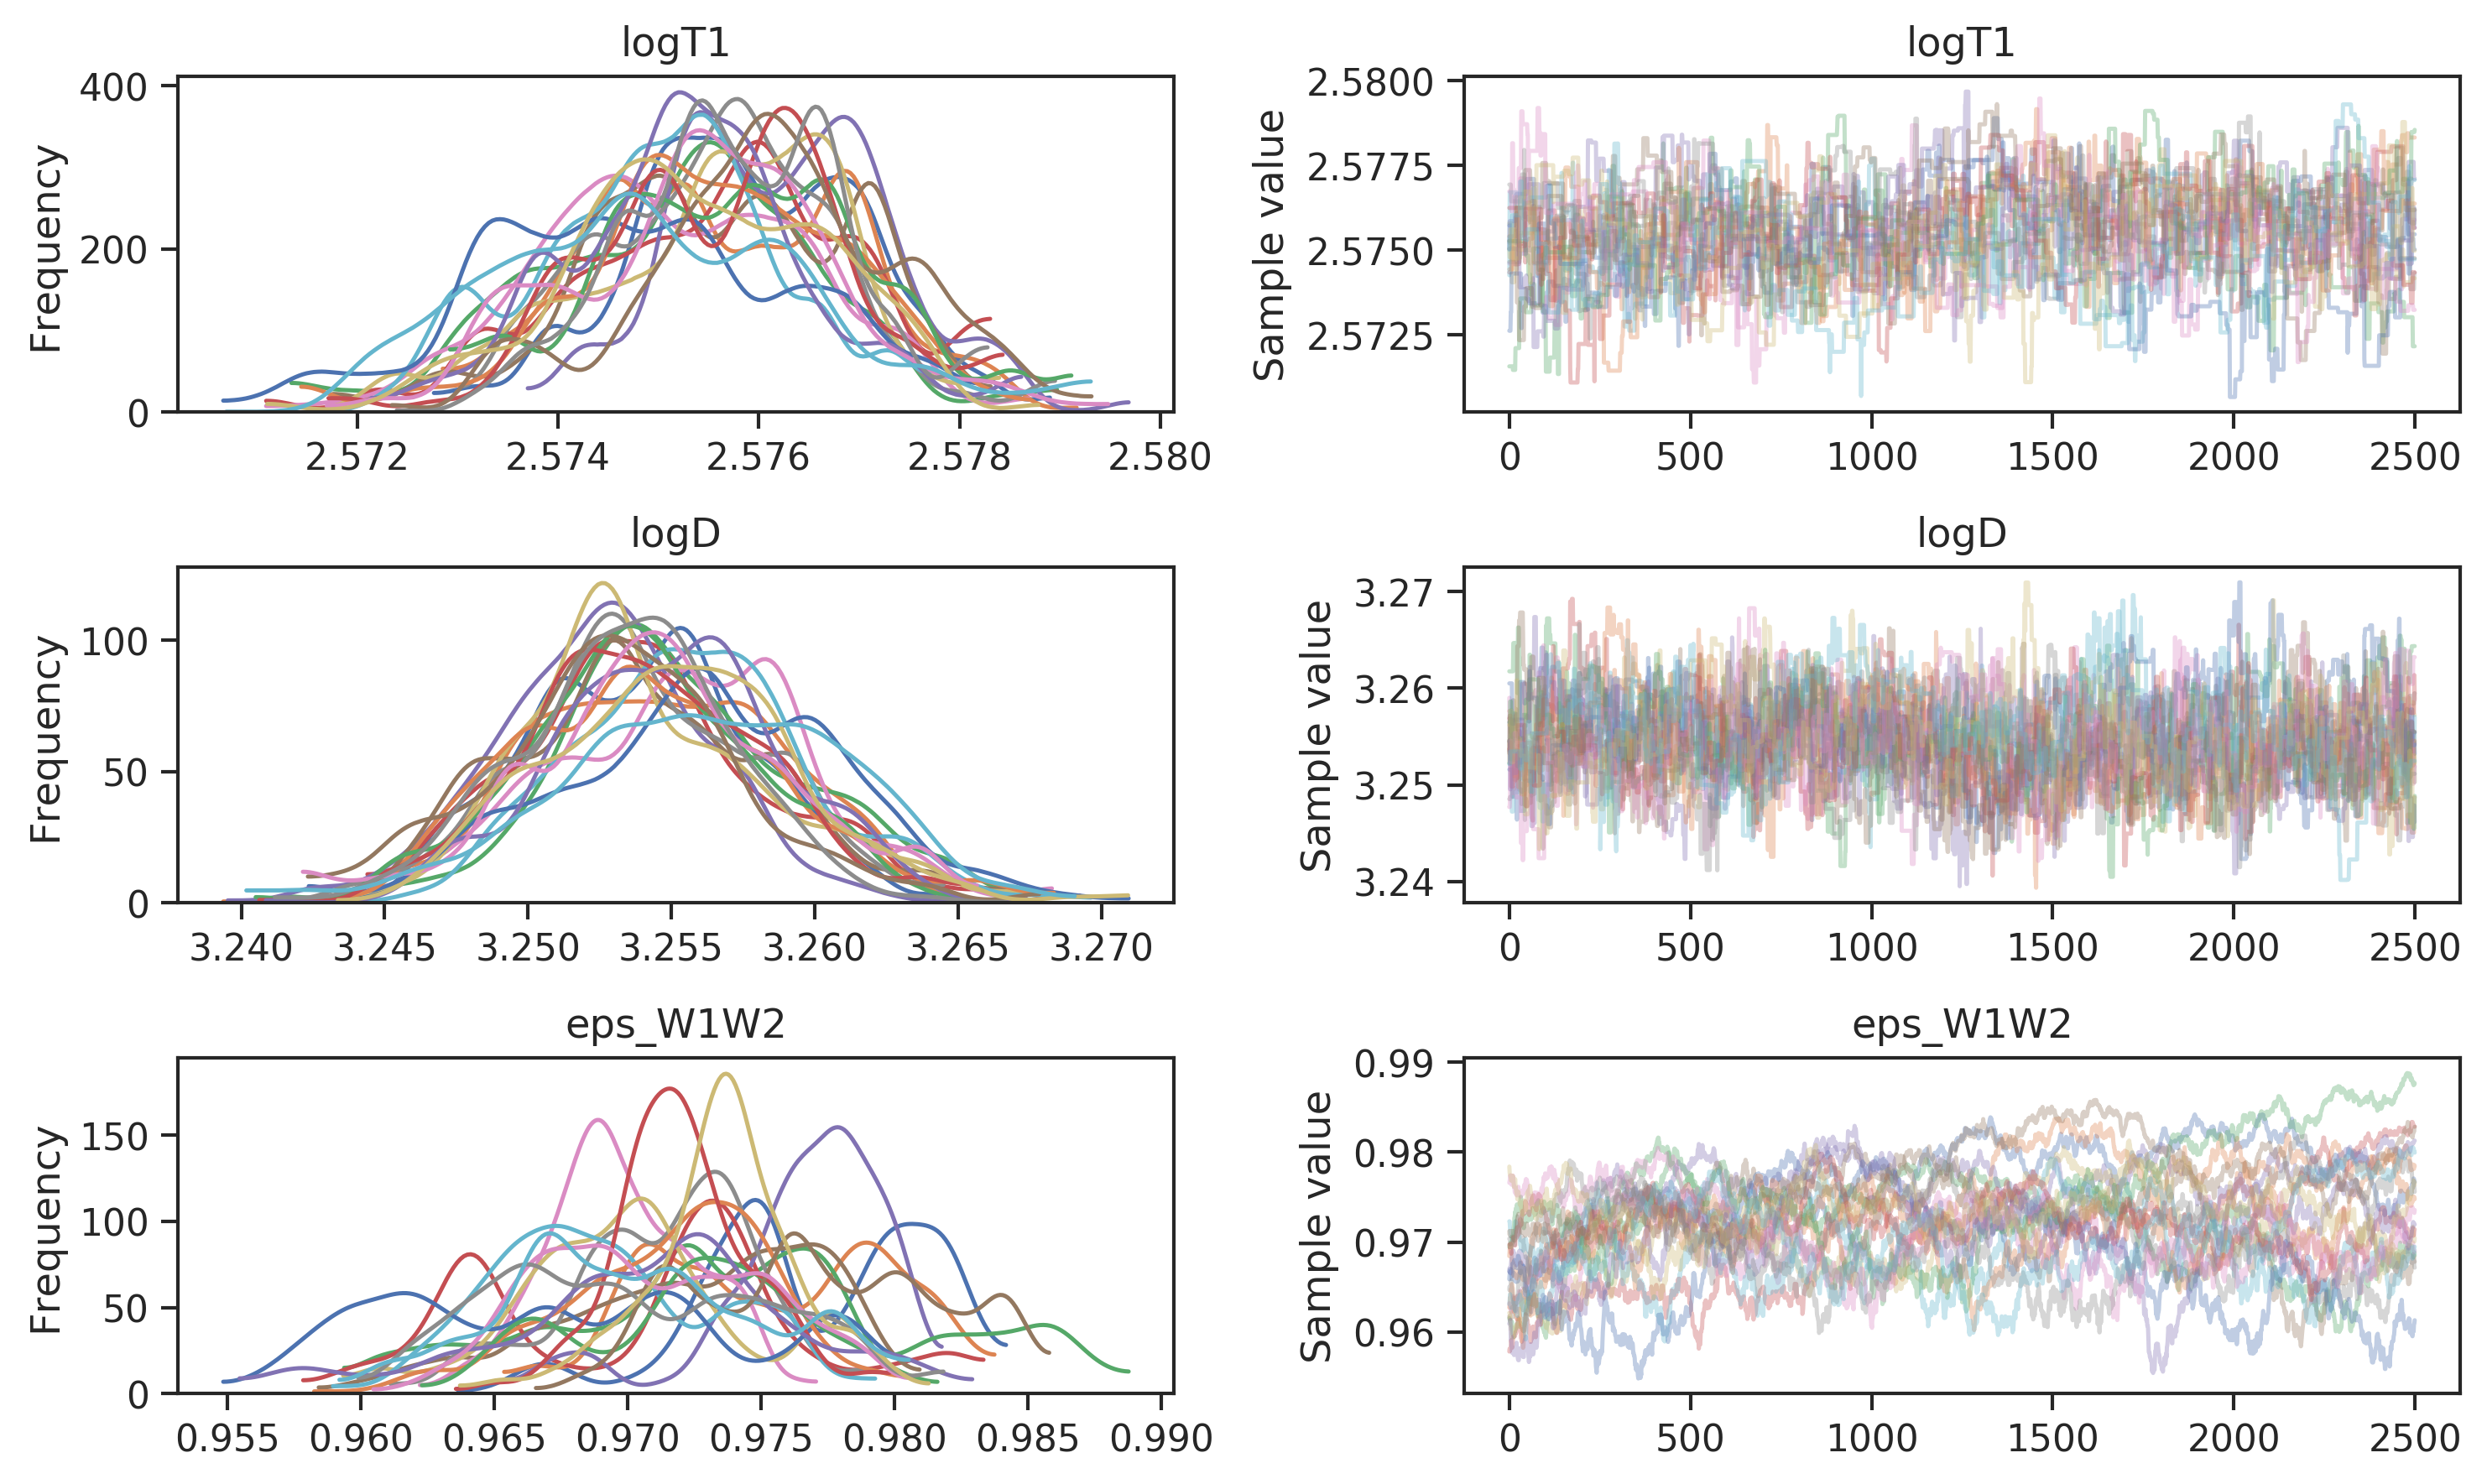 logT1
logT1
Frequency
400
200
0
2.572 2.574 2.576 2.578 2.580
Sample value
2.5800
2.5775
2.5750
2.5725
0 500 1000 1500 2000 2500
logD
logD
Frequency
100
50
0
3.240 3.245 3.250 3.255 3.260 3.265 3.270
Sample value
3.27
3.26
3.25
3.24
0 500 1000 1500 2000 2500
eps_W1W2
eps_W1W2
Frequency
150
100
50
0
0.955 0.960 0.965 0.970 0.975 0.980 0.985 0.990
Sample value
0.99
0.98
0.97
0.96
0 500 1000 1500 2000 2500